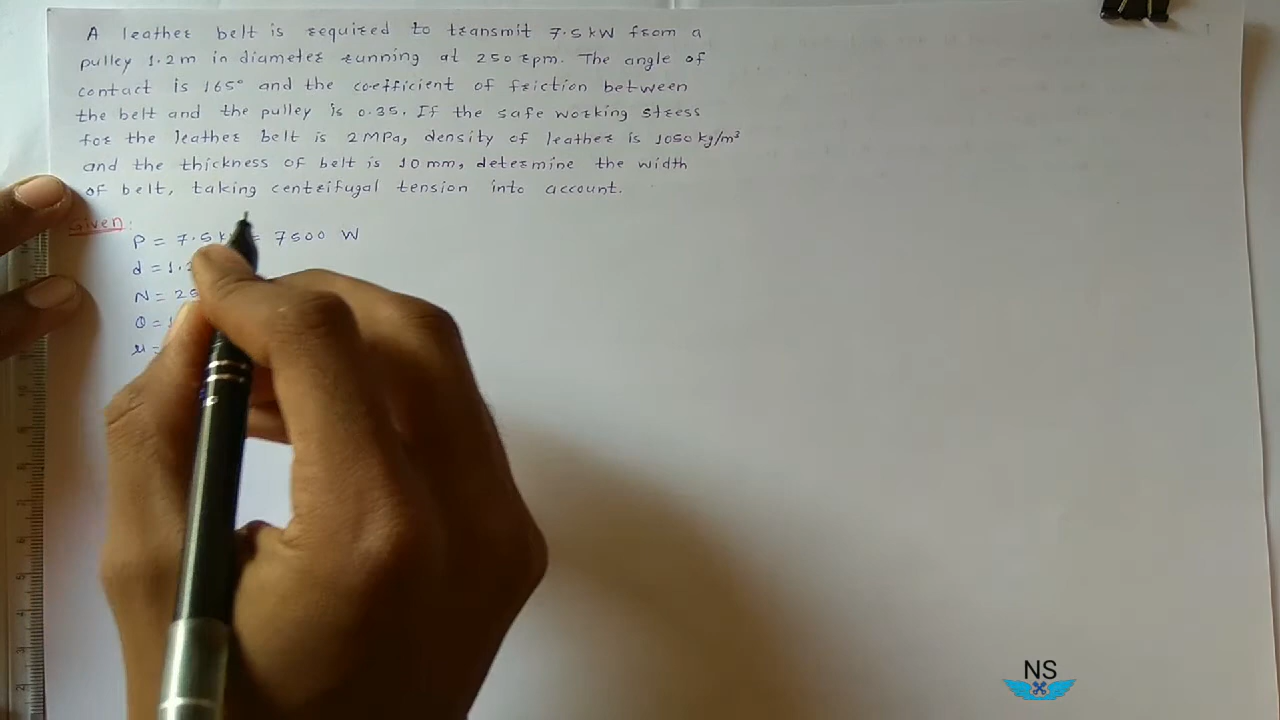 A leather belt is required to transmit 7.5 kW from a
pulley 1.2 m in diameter running at 250 rpm. The angle of
contact is 165° and the coefficient of friction between
the belt and the pulley is 0.35. If the safe working stress
for the leather belt is 2 MPa, density of leather is 1050 kg/m³
and the thickness of belt is 10 mm, determine the width
of belt, taking centrifugal tension into account.
Given:
P = 7.5 k = 7500 W
d = 1.2
N = 25
θ = 1
μ =
NS